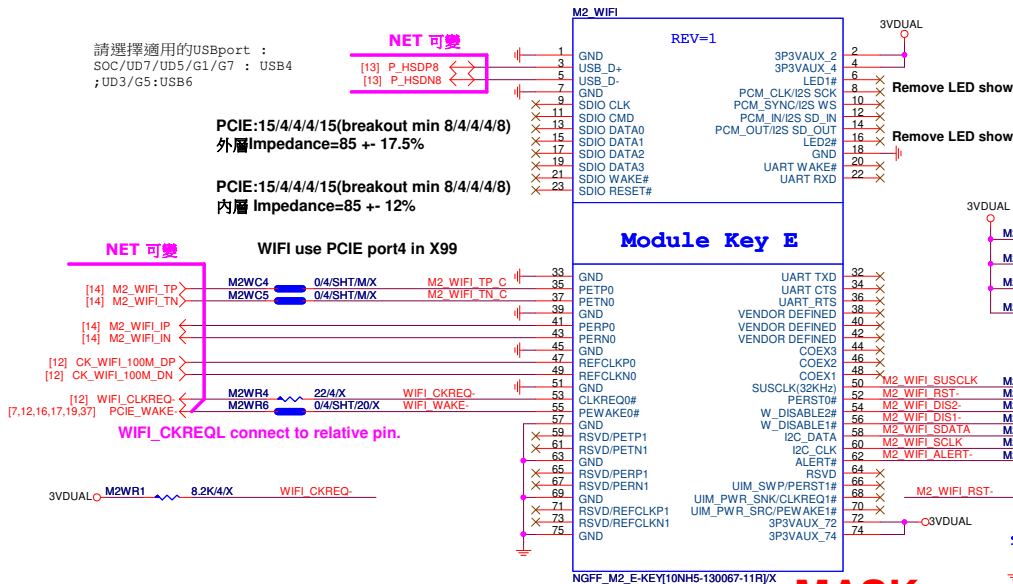 M2_WIFI
REV=1
請選擇適用的USBport :
SOC/UD7/UD5/G1/G7 : USB4
;UD3/G5:USB6
NET 可變
[13] P_HSDP8
[13] P_HSDN8
PCIE:15/4/4/4/15(breakout min 8/4/4/4/8)
外層Impedance=85 +- 17.5%
PCIE:15/4/4/4/15(breakout min 8/4/4/4/8)
內層 Impedance=85 +- 12%
1 GND
3 USB_D+
5 USB_D-
7 GND
9 SDIO CLK
11 SDIO CMD
13 SDIO DATA0
15 SDIO DATA1
17 SDIO DATA2
19 SDIO DATA3
21 SDIO WAKE#
23 SDIO RESET#
3VDUAL
3P3VAUX_2 2
3P3VAUX_4 4
LED1# 6
PCM_CLK/I2S SCK 8
PCM_SYNC/I2S WS 10
PCM_IN/I2S SD_IN 12
PCM_OUT/I2S SD_OUT 14
LED2# 16
GND 18
UART WAKE# 20
UART RXD 22
Remove LED show
Remove LED show
Module Key E
3VDUAL
NET 可變
WIFI use PCIE port4 in X99
[14] M2_WIFI_TP M2WC4 0/4/SHT/M/X M2_WIFI_TP_C
[14] M2_WIFI_TN M2WC5 0/4/SHT/M/X M2_WIFI_TN_C
[14] M2_WIFI_IP
[14] M2_WIFI_IN
[12] CK_WIFI_100M_DP
[12] CK_WIFI_100M_DN
[12] WIFI_CLKREQ- M2WR4 22/4/X WIFI_CKREQ-
[7,12,16,17,19,37] PCIE_WAKE- M2WR6 0/4/SHT/20/X WIFI_WAKE-
WIFI_CKREQL connect to relative pin.
3VDUAL M2WR1 8.2K/4/X WIFI_CKREQ-
33 GND
35 PETP0
37 PETN0
39 GND
41 PERP0
43 PERN0
45 GND
47 REFCLKP0
49 REFCLKN0
51 GND
53 CLKREQ0#
55 PEWAKE0#
57 GND
59 RSVD/PETP1
61 RSVD/PETN1
63 GND
65 RSVD/PERP1
67 RSVD/PERN1
69 GND
71 RSVD/REFCLKP1
73 RSVD/REFCLKN1
75 GND
UART TXD 32
UART CTS 34
UART_RTS 36
VENDOR DEFINED 38
VENDOR DEFINED 40
VENDOR DEFINED 42
COEX3 44
COEX2 46
COEX1 48
SUSCLK(32KHz) 50 M2_WIFI_SUSCLK
PERST0# 52 M2_WIFI_RST-
W_DISABLE2# 54 M2_WIFI_DIS2-
W_DISABLE1# 56 M2_WIFI_DIS1-
I2C_DATA 58 M2_WIFI_SDATA
I2C_CLK 60 M2_WIFI_SCLK
ALERT# 62 M2_WIFI_ALERT-
RSVD 64
UIM_SWP/PERST1# 66
UIM_PWR_SNK/CLKREQ1# 68
UIM_PWR_SRC/PEWAKE1# 70
3P3VAUX_72 72
3P3VAUX_74 74
M2_WIFI_RST-
3VDUAL
NGFF_M2_E-KEY[10NH5-130067-11R]/X